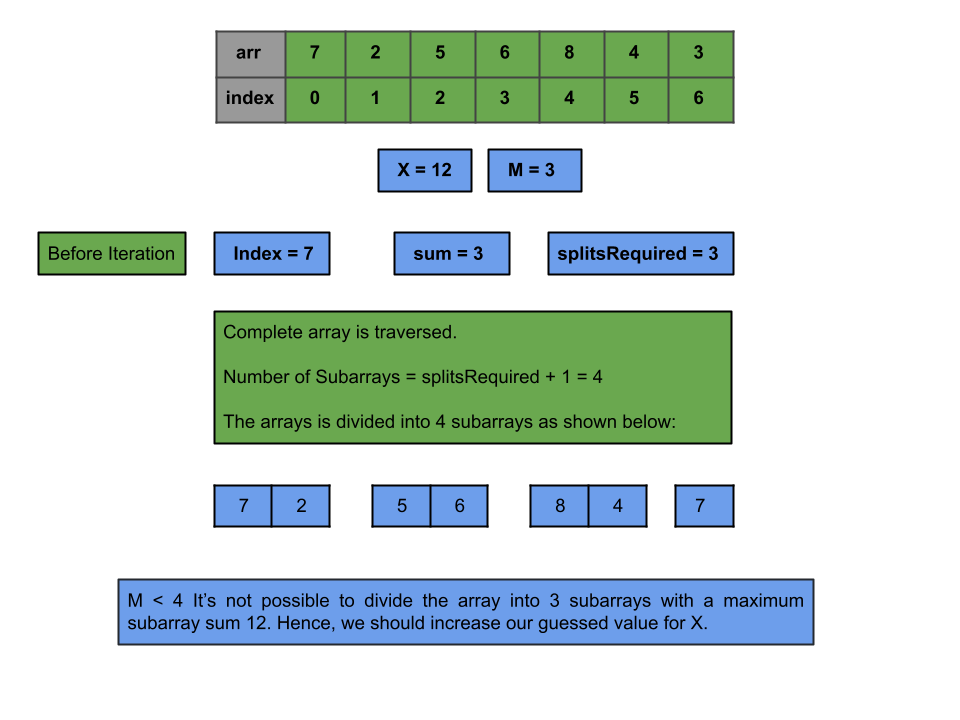 arr 7 2 5 6 8 4 3
index 0 1 2 3 4 5 6
X = 12 M = 3
Before Iteration Index = 7 sum = 3 splitsRequired = 3
Complete array is traversed.
Number of Subarrays = splitsRequired + 1 = 4
The arrays is divided into 4 subarrays as shown below:
7 2 5 6 8 4 7
M < 4 It’s not possible to divide the array into 3 subarrays with a maximum
subarray sum 12. Hence, we should increase our guessed value for X.